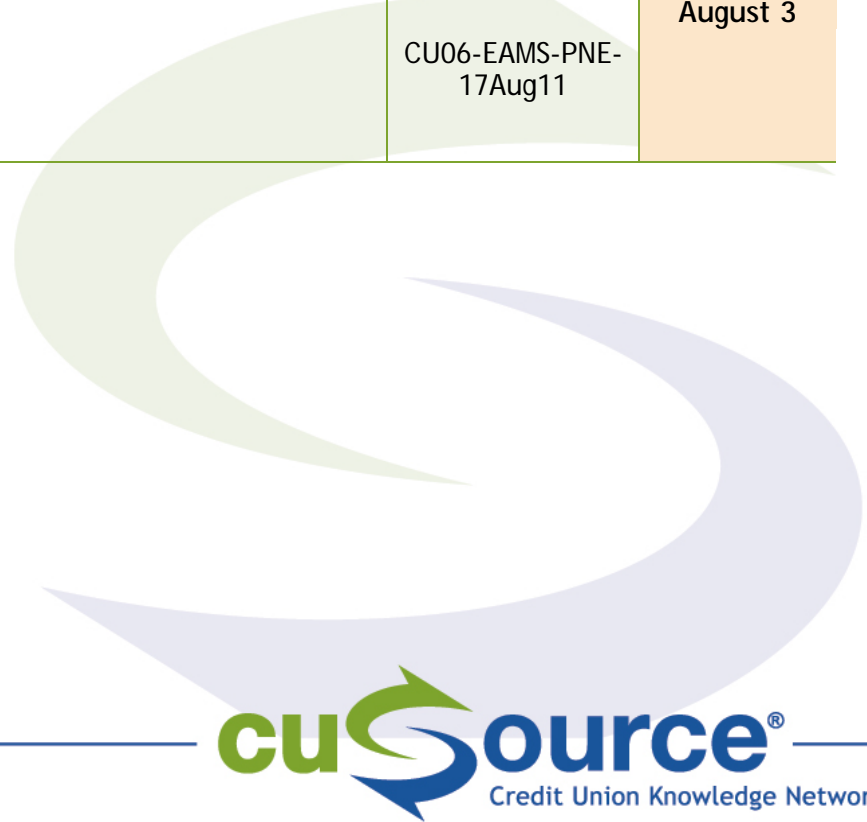 August 3
CU06-EAMS-PNE-
17Aug11
cuSource®
Credit Union Knowledge Networ